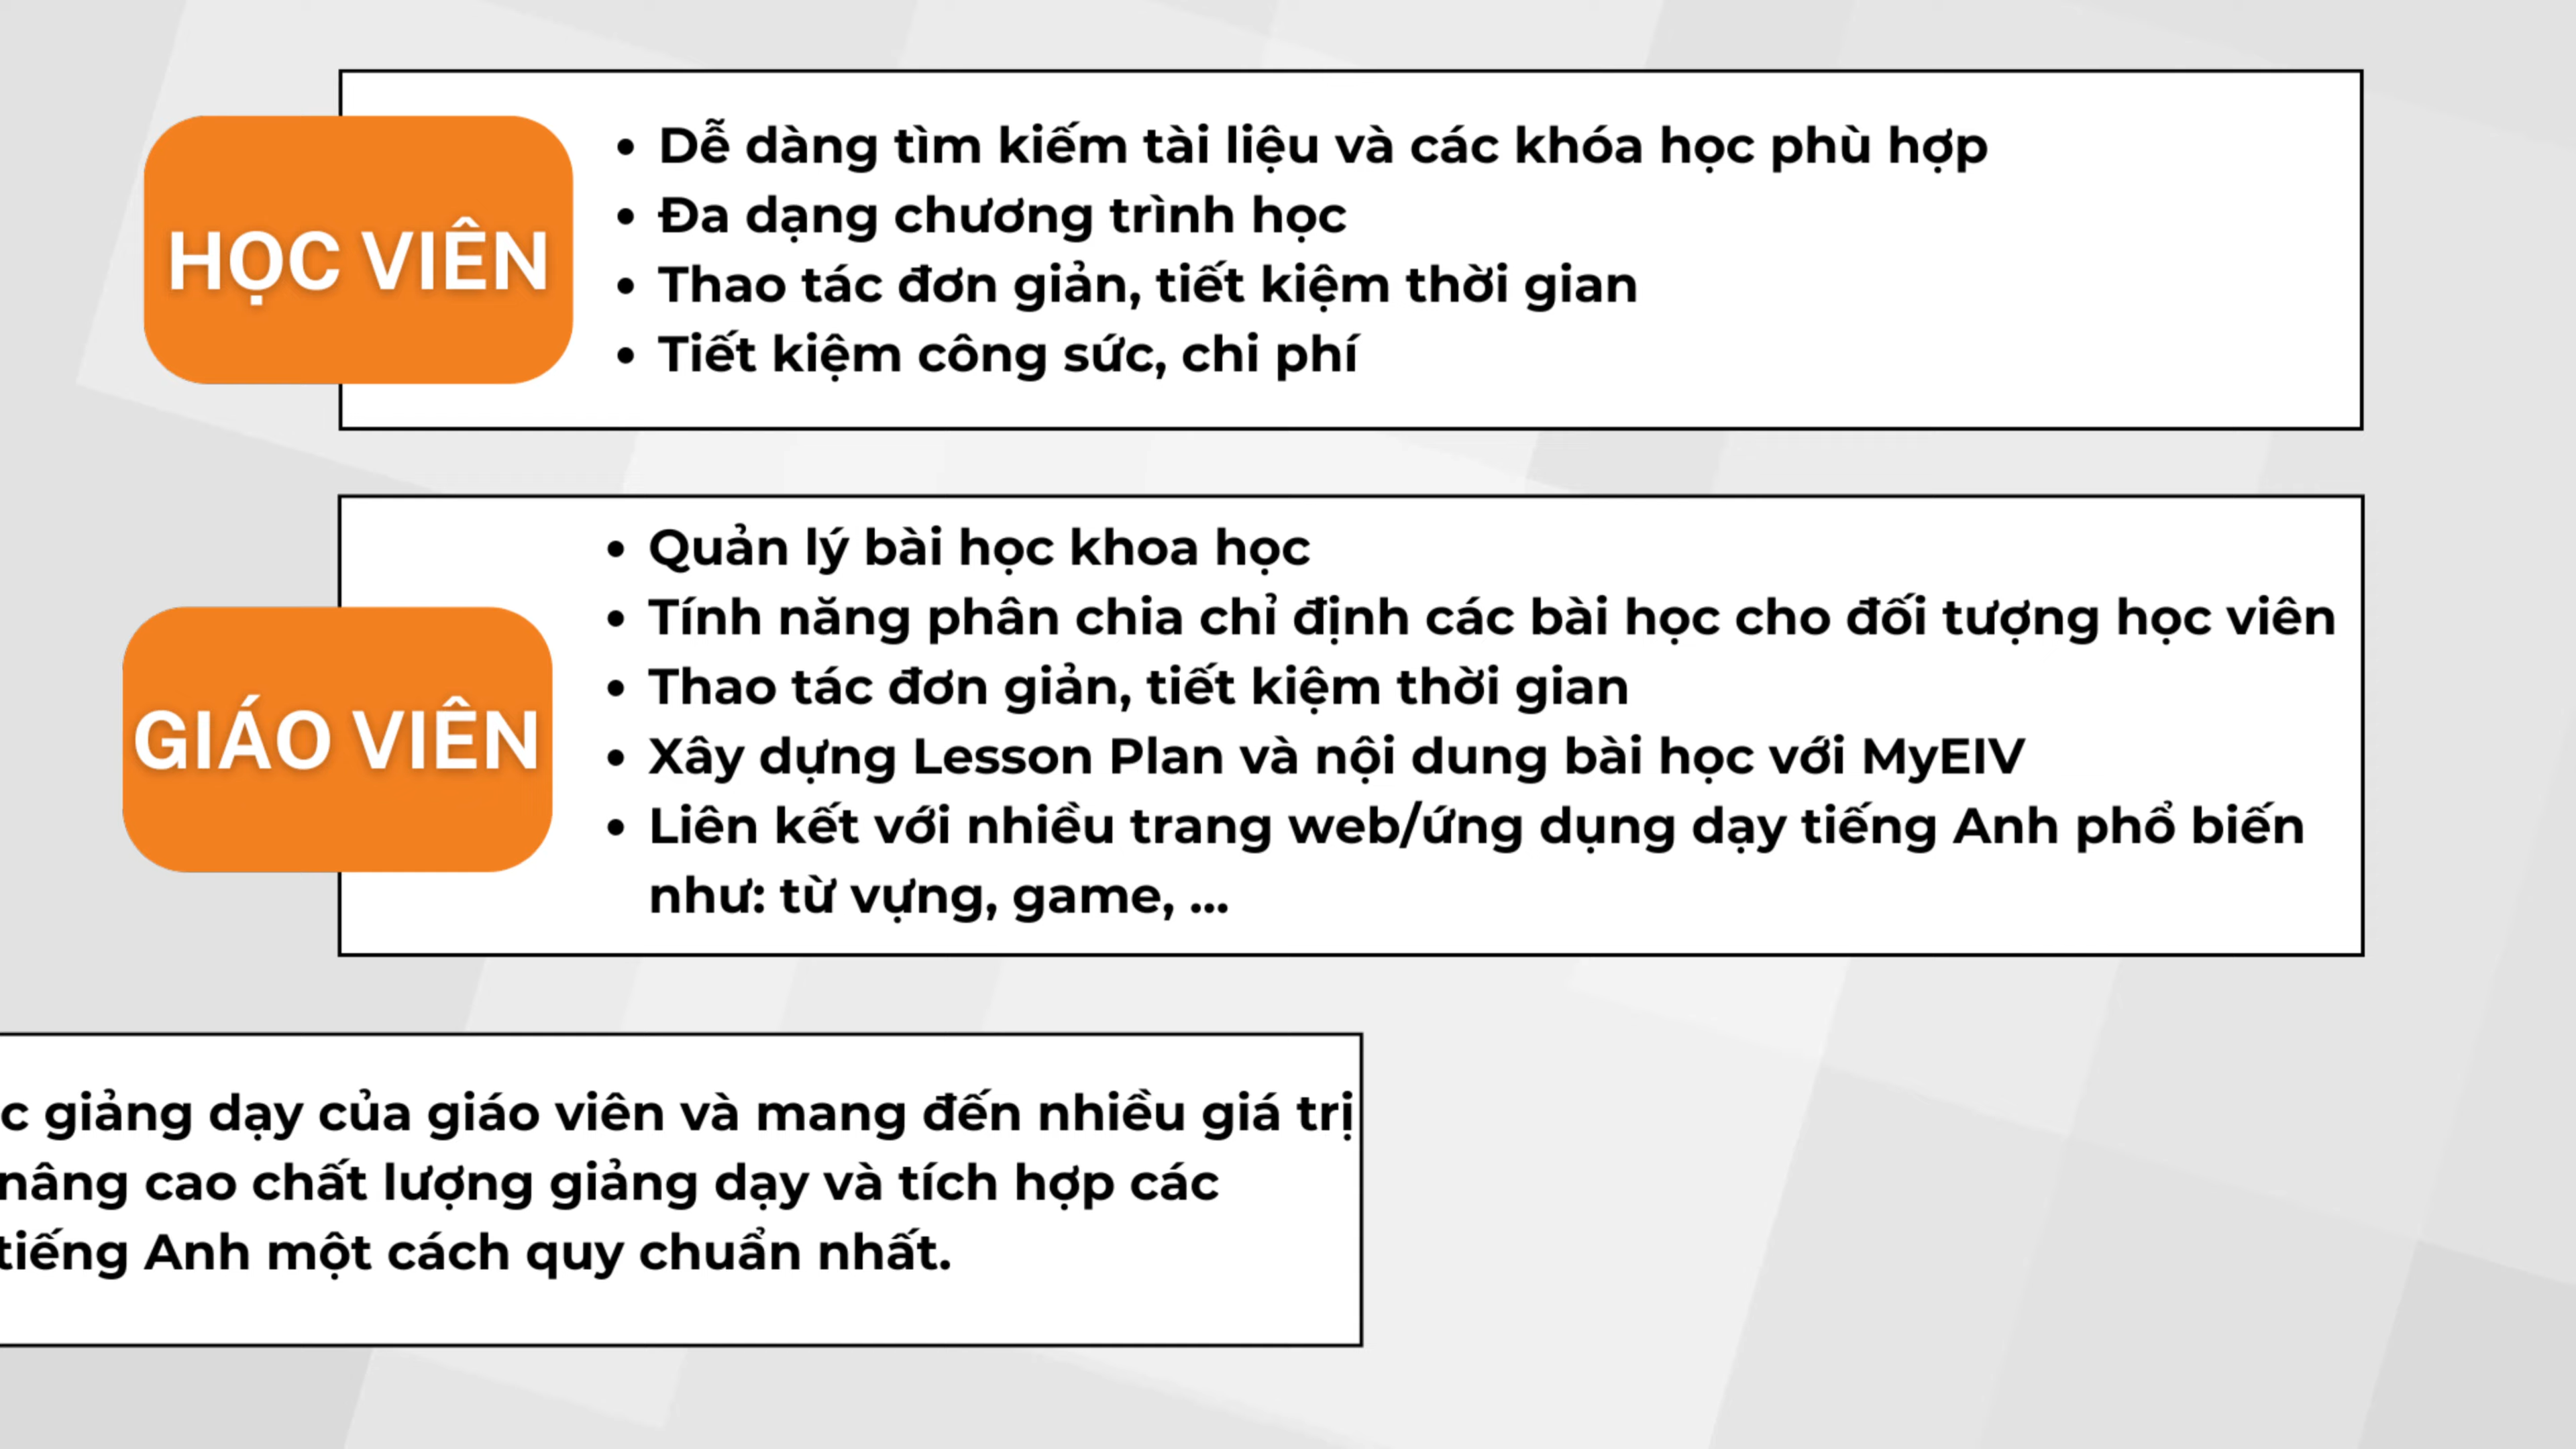 HỌC VIÊN
• Dễ dàng tìm kiếm tài liệu và các khóa học phù hợp
• Đa dạng chương trình học
• Thao tác đơn giản, tiết kiệm thời gian
• Tiết kiệm công sức, chi phí
GIÁO VIÊN
• Quản lý bài học khoa học
• Tính năng phân chia chỉ định các bài học cho đối tượng học viên
• Thao tác đơn giản, tiết kiệm thời gian
• Xây dựng Lesson Plan và nội dung bài học với MyEIV
• Liên kết với nhiều trang web/ứng dụng dạy tiếng Anh phổ biến
như: từ vựng, game, ...
giảng dạy của giáo viên và mang đến nhiều giá trị
nâng cao chất lượng giảng dạy và tích hợp các
tiếng Anh một cách quy chuẩn nhất.